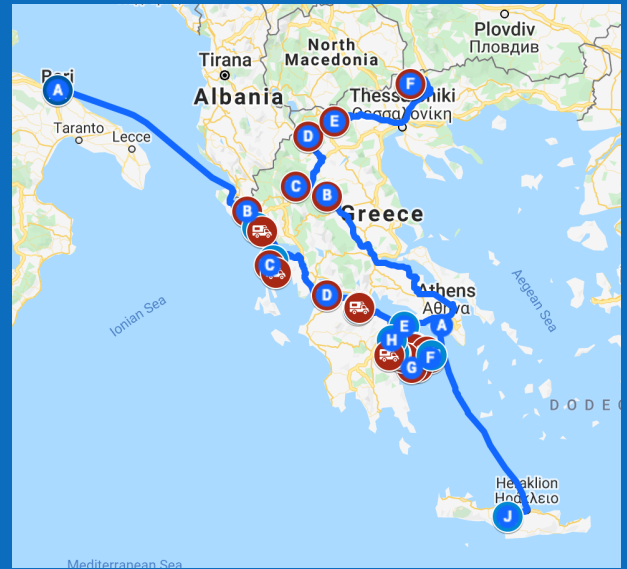 Plovdiv
Пловдив
North
Macedonia
Tirana
Albania
Bari
A
F
Thessaloniki
Θεσσαλονίκη
E
D
Taranto
Lecce
C
B
B
Greece
C
D
Athens
Αθήνα
E
A
H
F
G
Ionian Sea
Aegean Sea
DODEC
Heraklion
Ηράκλειο
J
Mediterranean Sea